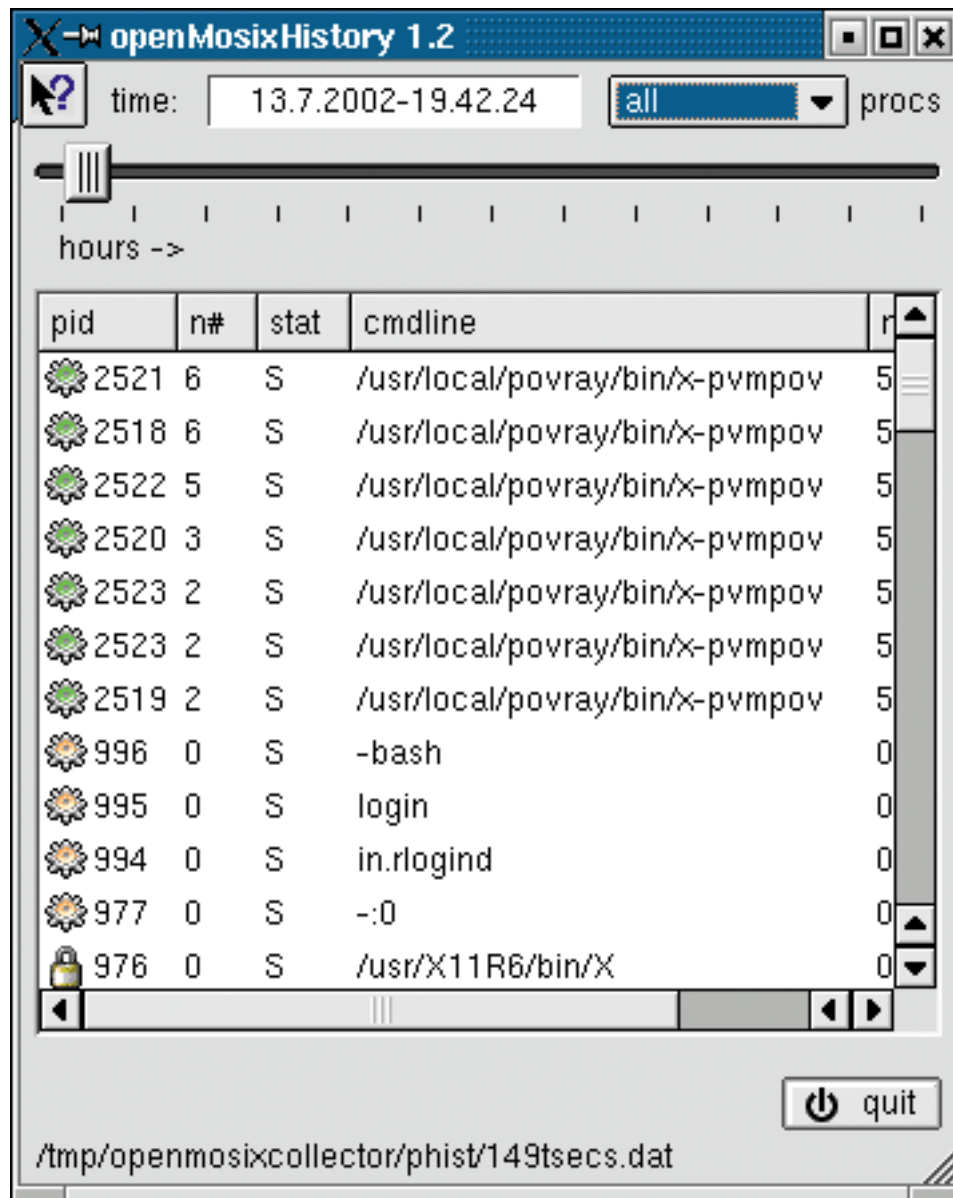 openMosixHistory 1.2
time: 13.7.2002-19.42.24 all procs
hours ->
pid n# stat cmdline
2521 6 S /usr/local/povray/bin/x-pvmpov 5
2518 6 S /usr/local/povray/bin/x-pvmpov 5
2522 5 S /usr/local/povray/bin/x-pvmpov 5
2520 3 S /usr/local/povray/bin/x-pvmpov 5
2523 2 S /usr/local/povray/bin/x-pvmpov 5
2523 2 S /usr/local/povray/bin/x-pvmpov 5
2519 2 S /usr/local/povray/bin/x-pvmpov 5
996 0 S -bash 0
995 0 S login 0
994 0 S in.rlogind 0
977 0 S -:0 0
976 0 S /usr/X11R6/bin/X 0
quit
/tmp/openmosixcollector/phist/149tsecs.dat